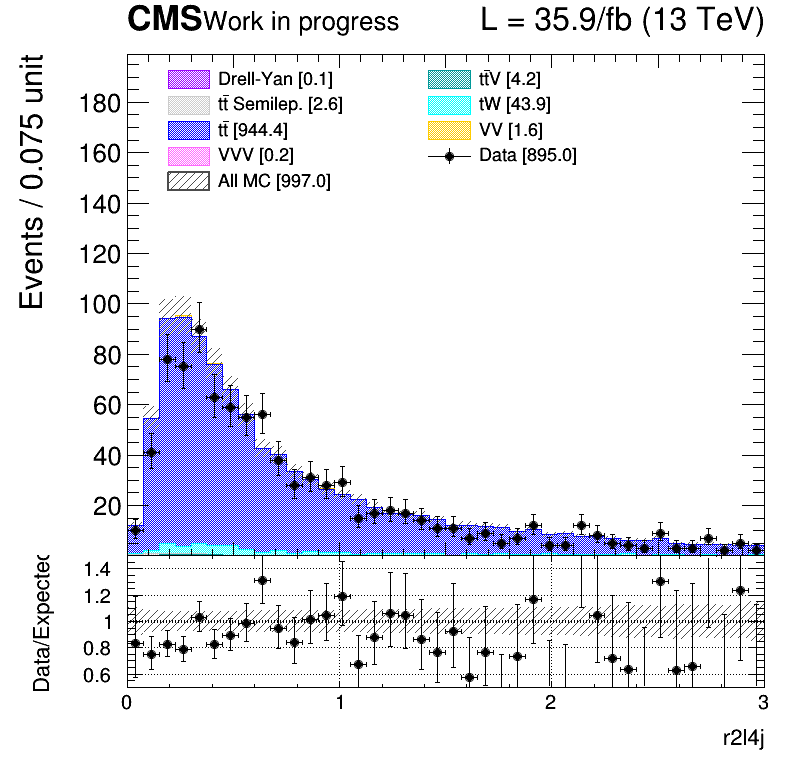 CMS Work in progress L = 35.9/fb (13 TeV)
Events / 0.075 unit
180
160
140
120
100
80
60
40
20
Drell-Yan [0.1]
tt̄ Semilep. [2.6]
tt̄ [944.4]
VVV [0.2]
All MC [997.0]
tt̄V [4.2]
tW [43.9]
VV [1.6]
Data [895.0]
Data/Expected
1.4
1.2
1
0.8
0.6
0 1 2 3
r2l4j